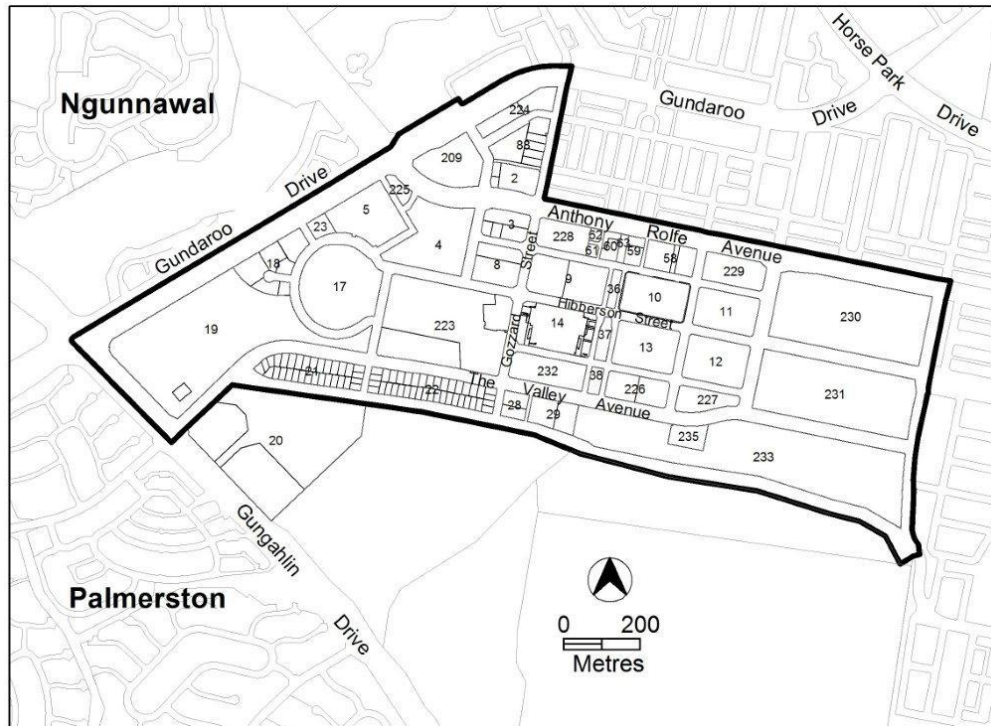 Ngunnawal
Horse Park
Drive
Gundaroo
Drive
Gundaroo
Drive
224
83
209
2
225
5
23
3
4
18
17
8
19
223
Anthony
Rolfe
Avenue
228
62
61
60
63
59
58
229
Street
9
36
10
11
230
Hibberson
Street
14
37
13
12
Gozzard
231
21
22
The
Valley
Avenue
232
38
226
227
28
29
235
233
20
Gungahlin
Drive
Palmerston
0 200
Metres